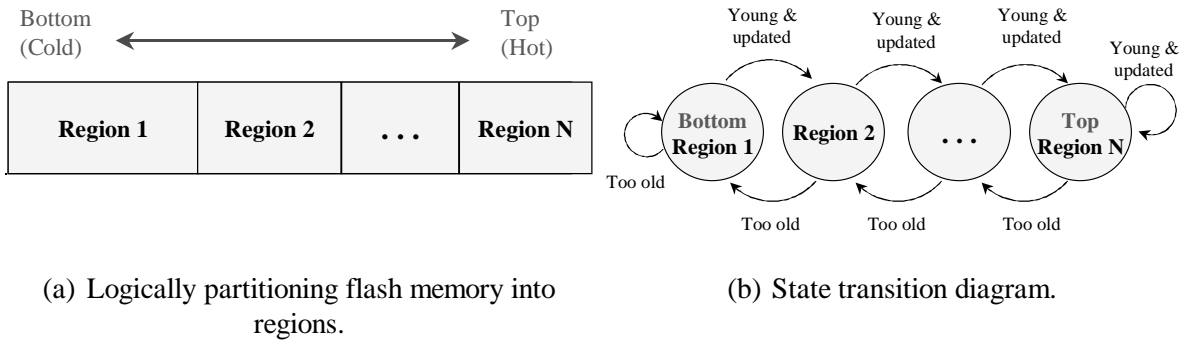 Bottom
(Cold)
Top
(Hot)
Region 1
Region 2
. . .
Region N
(a) Logically partitioning flash memory into
regions.
Young &
updated
Young &
updated
Young &
updated
Young &
updated
Bottom
Region 1
Region 2
. . .
Top
Region N
Too old
Too old
Too old
Too old
(b) State transition diagram.